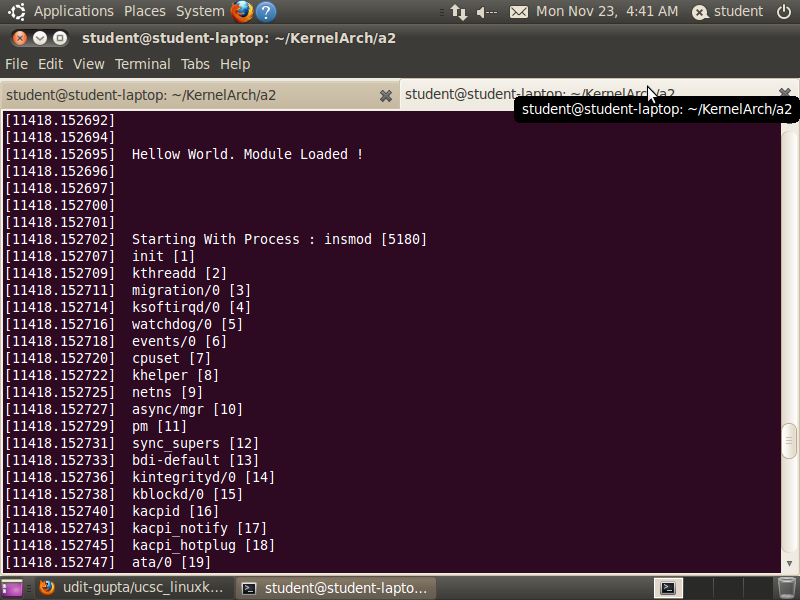 Applications Places System Mon Nov 23, 4:41 AM student
student@student-laptop: ~/KernelArch/a2
File Edit View Terminal Tabs Help
student@student-laptop: ~/KernelArch/a2 student@student-laptop: ~/KernelArch/a2
student@student-laptop: ~/KernelArch/a2
[11418.152692]
[11418.152694]
[11418.152695] Hellow World. Module Loaded !
[11418.152696]
[11418.152697]
[11418.152700]
[11418.152701]
[11418.152702] Starting With Process : insmod [5180]
[11418.152707] init [1]
[11418.152709] kthreadd [2]
[11418.152711] migration/0 [3]
[11418.152714] ksoftirqd/0 [4]
[11418.152716] watchdog/0 [5]
[11418.152718] events/0 [6]
[11418.152720] cpuset [7]
[11418.152722] khelper [8]
[11418.152725] netns [9]
[11418.152727] async/mgr [10]
[11418.152729] pm [11]
[11418.152731] sync_supers [12]
[11418.152733] bdi-default [13]
[11418.152736] kintegrityd/0 [14]
[11418.152738] kblockd/0 [15]
[11418.152740] kacpid [16]
[11418.152743] kacpi_notify [17]
[11418.152745] kacpi_hotplug [18]
[11418.152747] ata/0 [19]
udit-gupta/ucsc_linuxk... student@student-lapto...